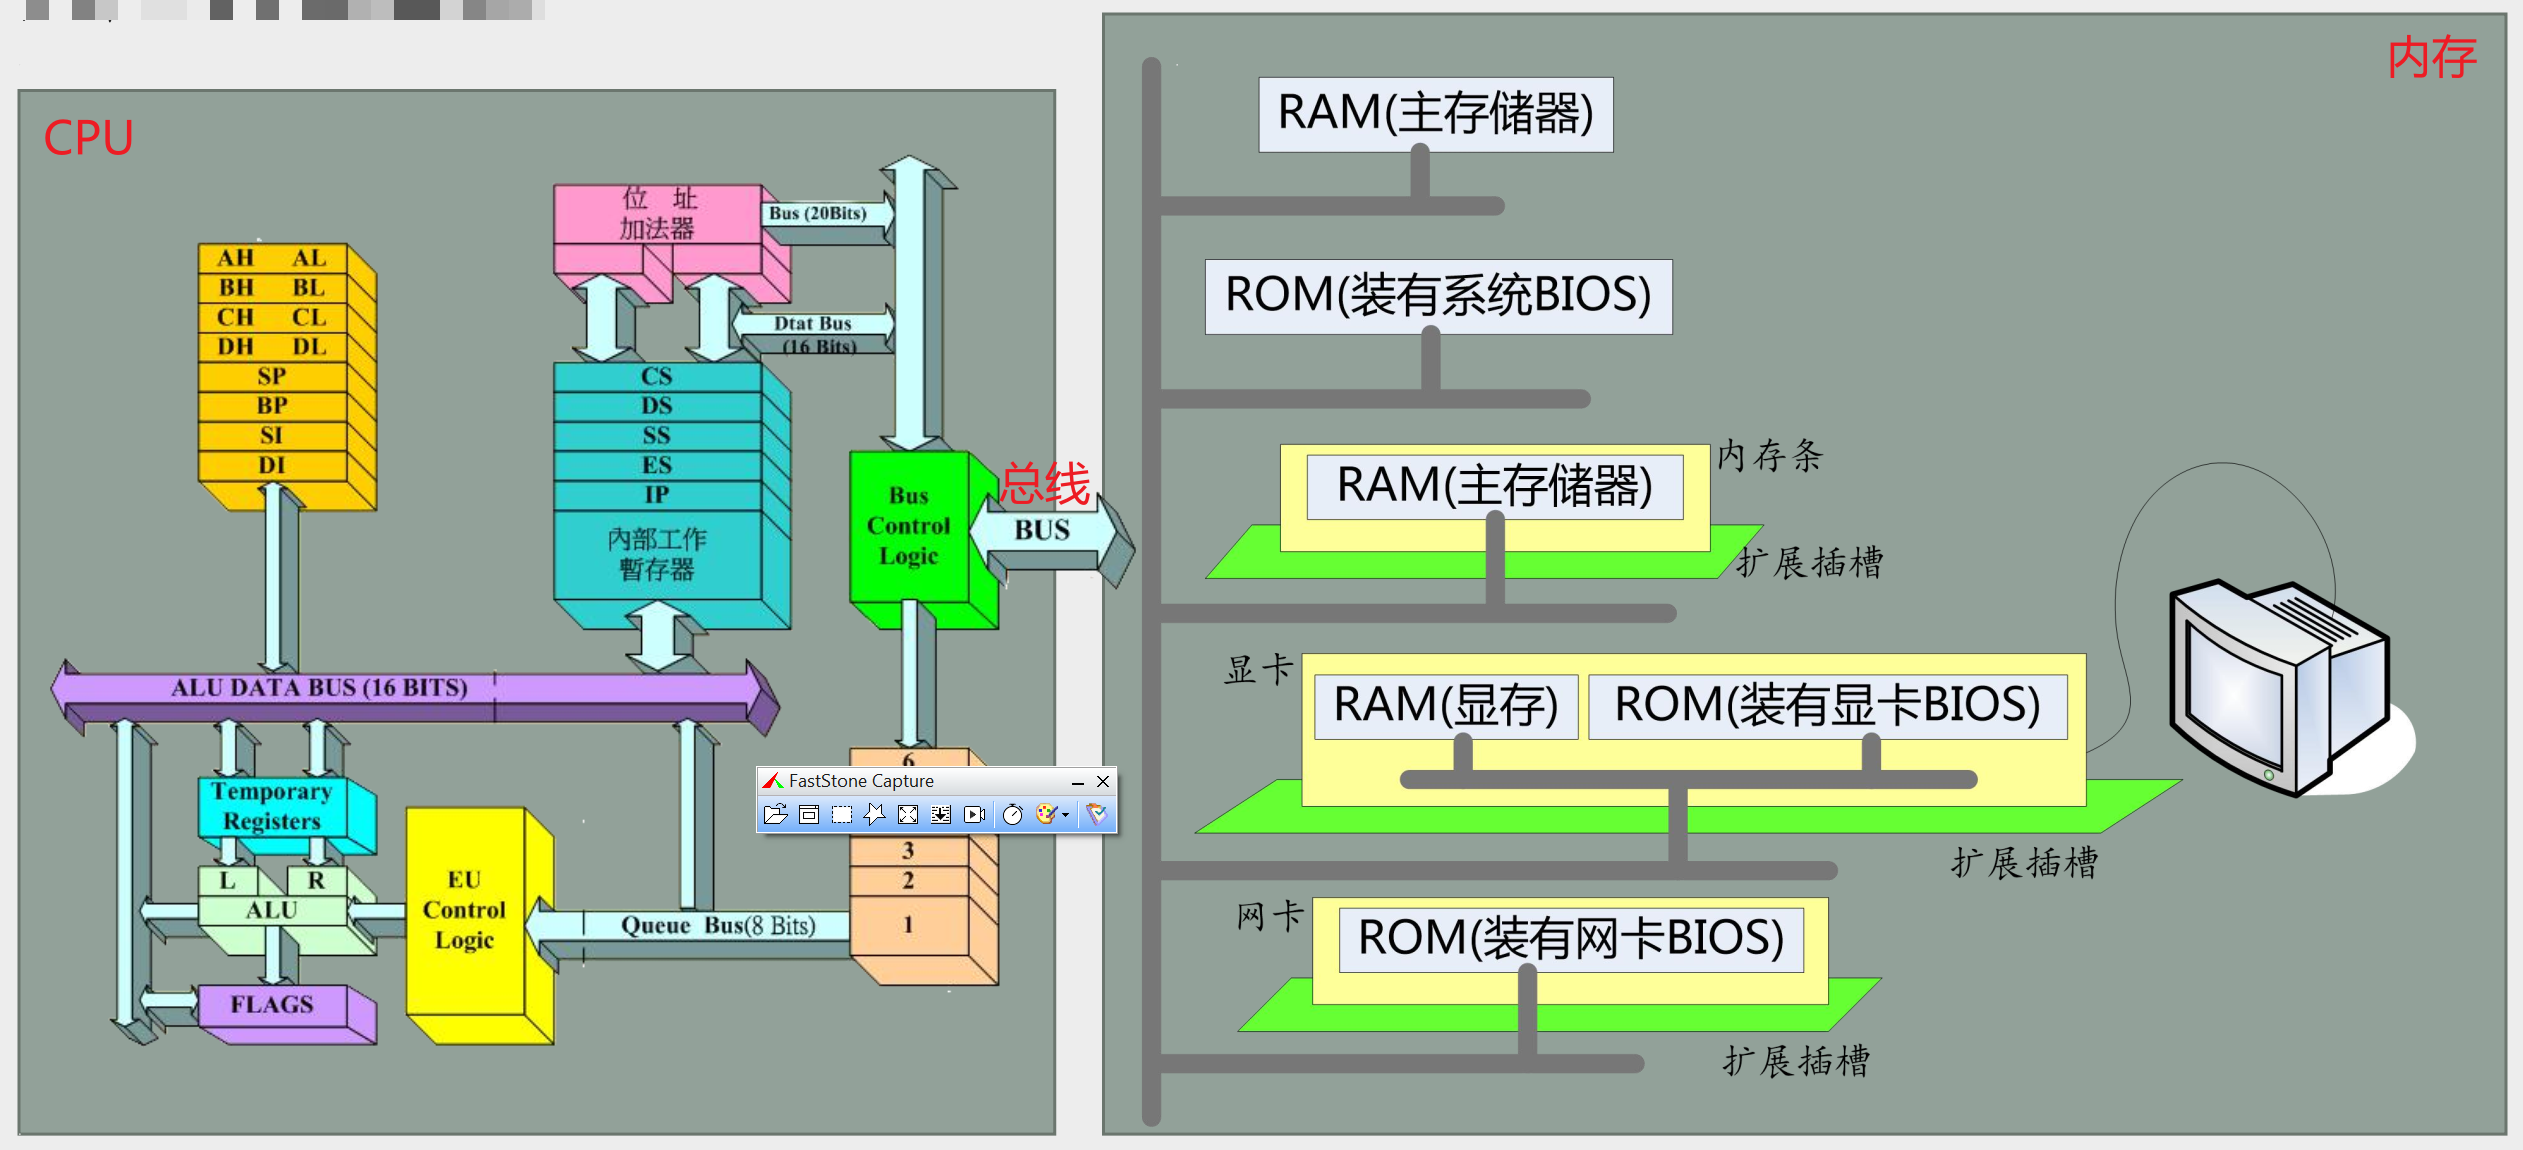 CPU
AH AL
BH BL
CH CL
DH DL
SP
BP
SI
DI
位 址
加法器
Bus (20Bits)
Dtat Bus
(16 Bits)
CS
DS
SS
ES
IP
內部工作
暫存器
Bus
Control
Logic
总线
BUS
ALU DATA BUS (16 BITS)
Temporary
Registers
L R
ALU
FLAGS
EU
Control
Logic
Queue Bus(8 Bits)
6
FastStone Capture
3
2
1
内存
RAM(主存储器)
ROM(装有系统BIOS)
RAM(主存储器)
内存条
扩展插槽
显卡
RAM(显存)
ROM(装有显卡BIOS)
扩展插槽
网卡
ROM(装有网卡BIOS)
扩展插槽